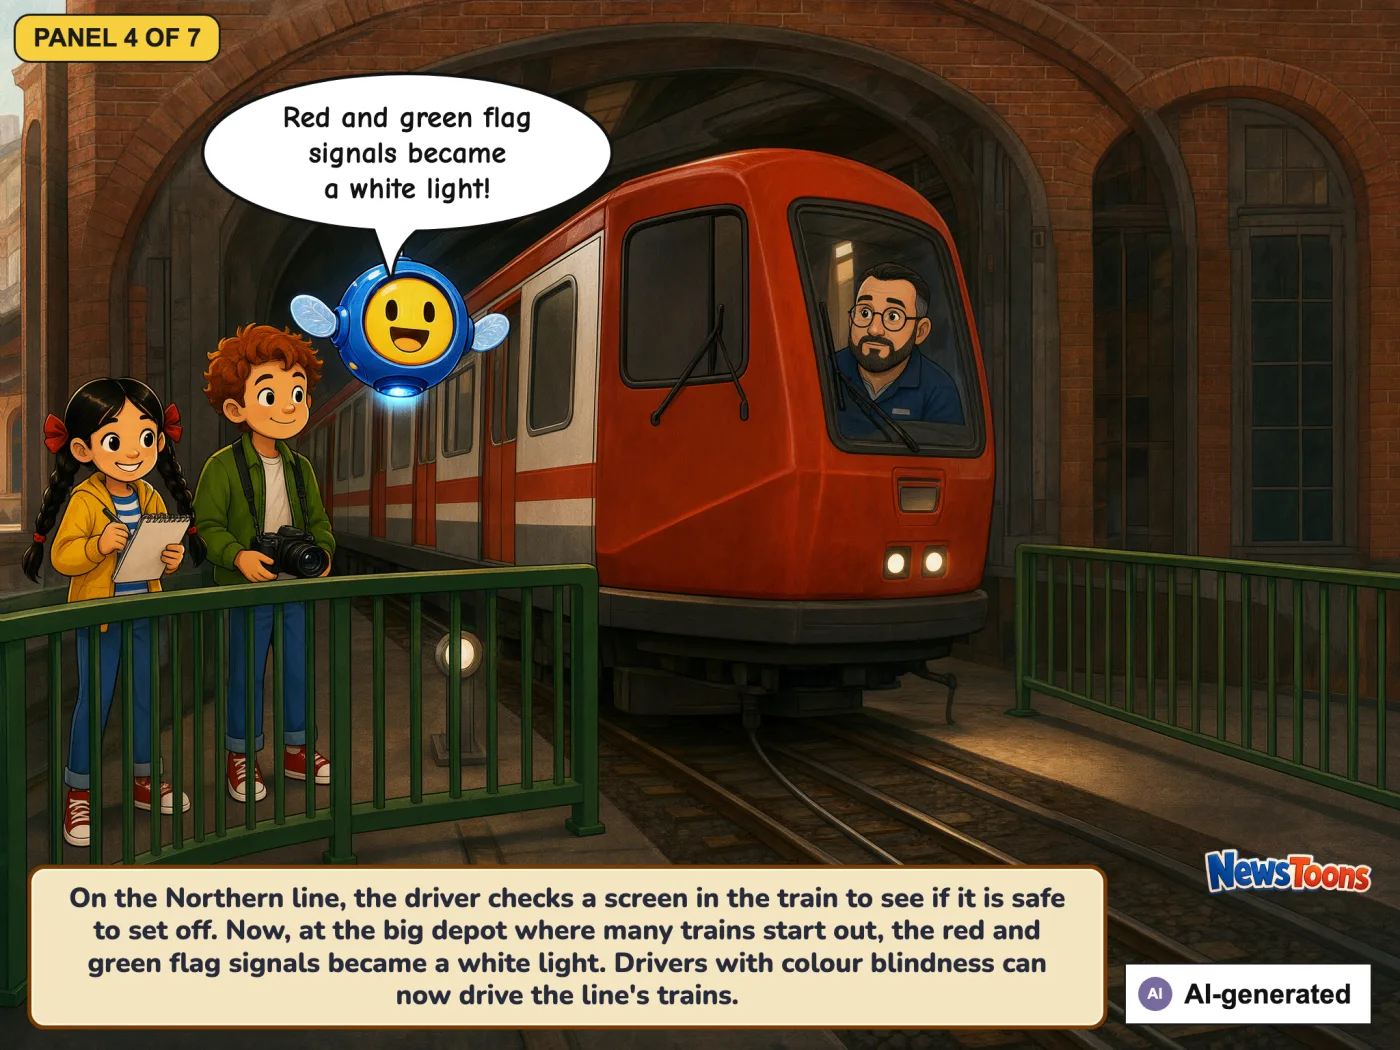 PANEL 4 OF 7
Red and green flag
signals became
a white light!
On the Northern line, the driver checks a screen in the train to see if it is safe
to set off. Now, at the big depot where many trains start out, the red and
green flag signals became a white light. Drivers with colour blindness can
now drive the line's trains.
NewsToons
AI AI-generated